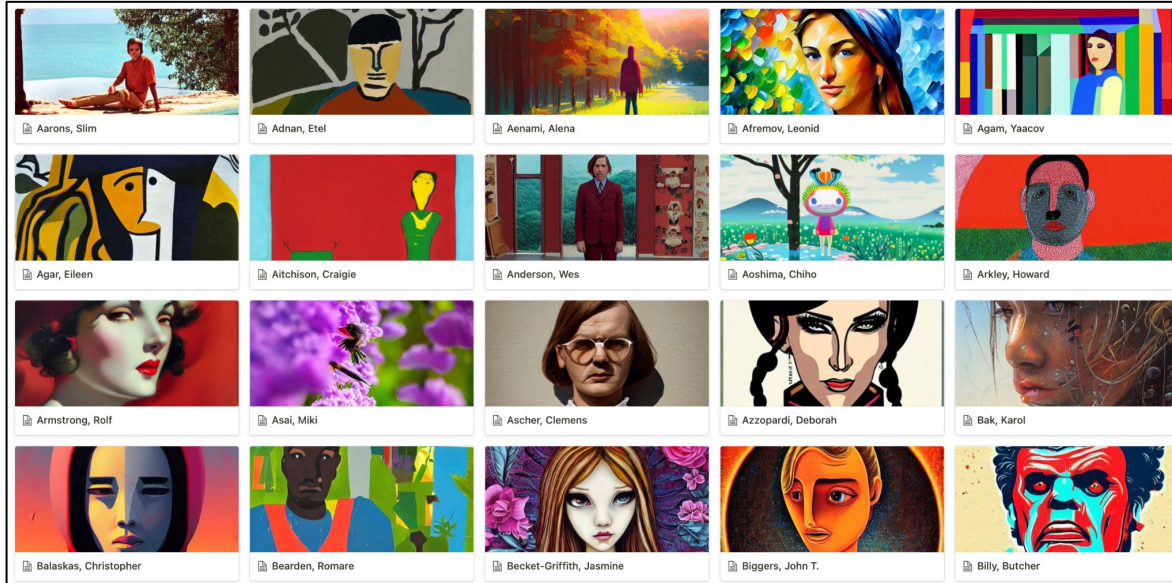 Aarons, Slim
Adnan, Etel
Aenami, Alena
Afremov, Leonid
Agam, Yaacov
Agar, Eileen
Aitchison, Craigie
Anderson, Wes
Aoshima, Chiho
Arkley, Howard
Armstrong, Rolf
Asai, Miki
Ascher, Clemens
Azzopardi, Deborah
Bak, Karol
Balaskas, Christopher
Bearden, Romare
Becket-Griffith, Jasmine
Biggers, John T.
Billy, Butcher